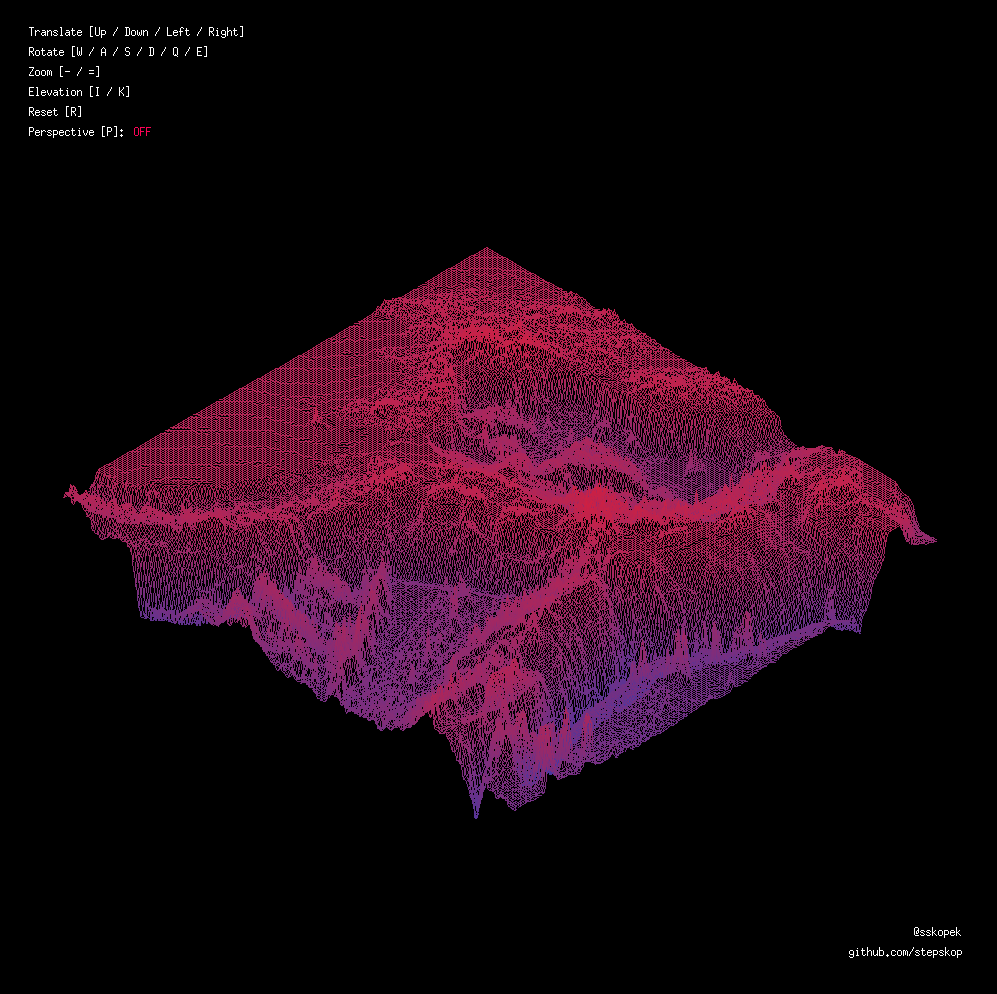 Translate [Up / Down / Left / Right]
Rotate [W / A / S / D / Q / E]
Zoom [- / =]
Elevation [I / K]
Reset [R]
Perspective [P]: OFF
@sskopek
github.com/stepskop